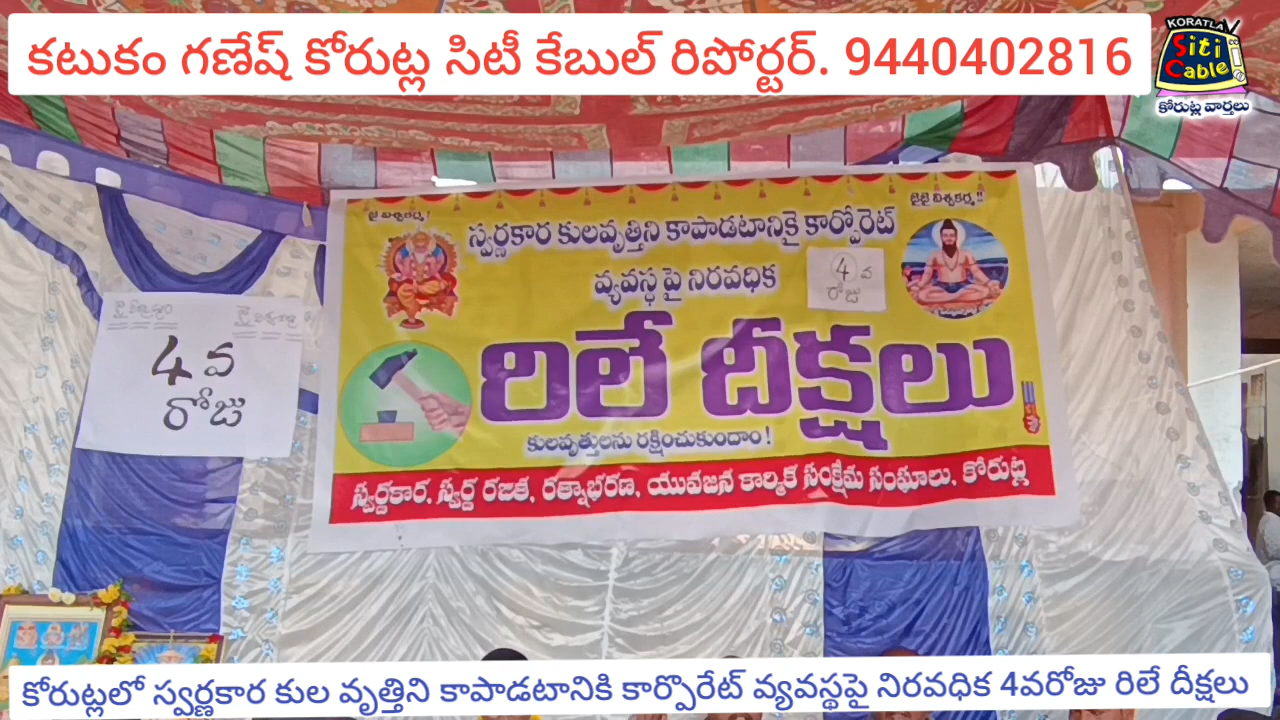 కటుకం గణేష్ కోరుట్ల సిటీ కేబుల్ రిపోర్టర్. 9440402816
KORATLA
Siti
Cable
కోరుట్ల వార్తలు
జై విశ్వకర్మ !
జైజై విశ్వకర్మ !!
స్వర్ణకార కులవృత్తిని కాపాడటానికై కార్పోరెట్
వ్యవస్థ పై నిరవధిక
4 వ
రోజు
రిలే దీక్షలు
కులవృత్తులను రక్షించుకుందాం !
స్వర్ణకార, స్వర్ణ రజక, రత్నాభరణ, యువజన కార్మిక సంక్షేమ సంఘాలు, కోరుట్ల
4 వ
రోజు
కోరుట్లలో స్వర్ణకార కుల వృత్తిని కాపాడటానికి కార్పొరేట్ వ్యవస్థపై నిరవధిక 4వరోజు రిలే దీక్షలు